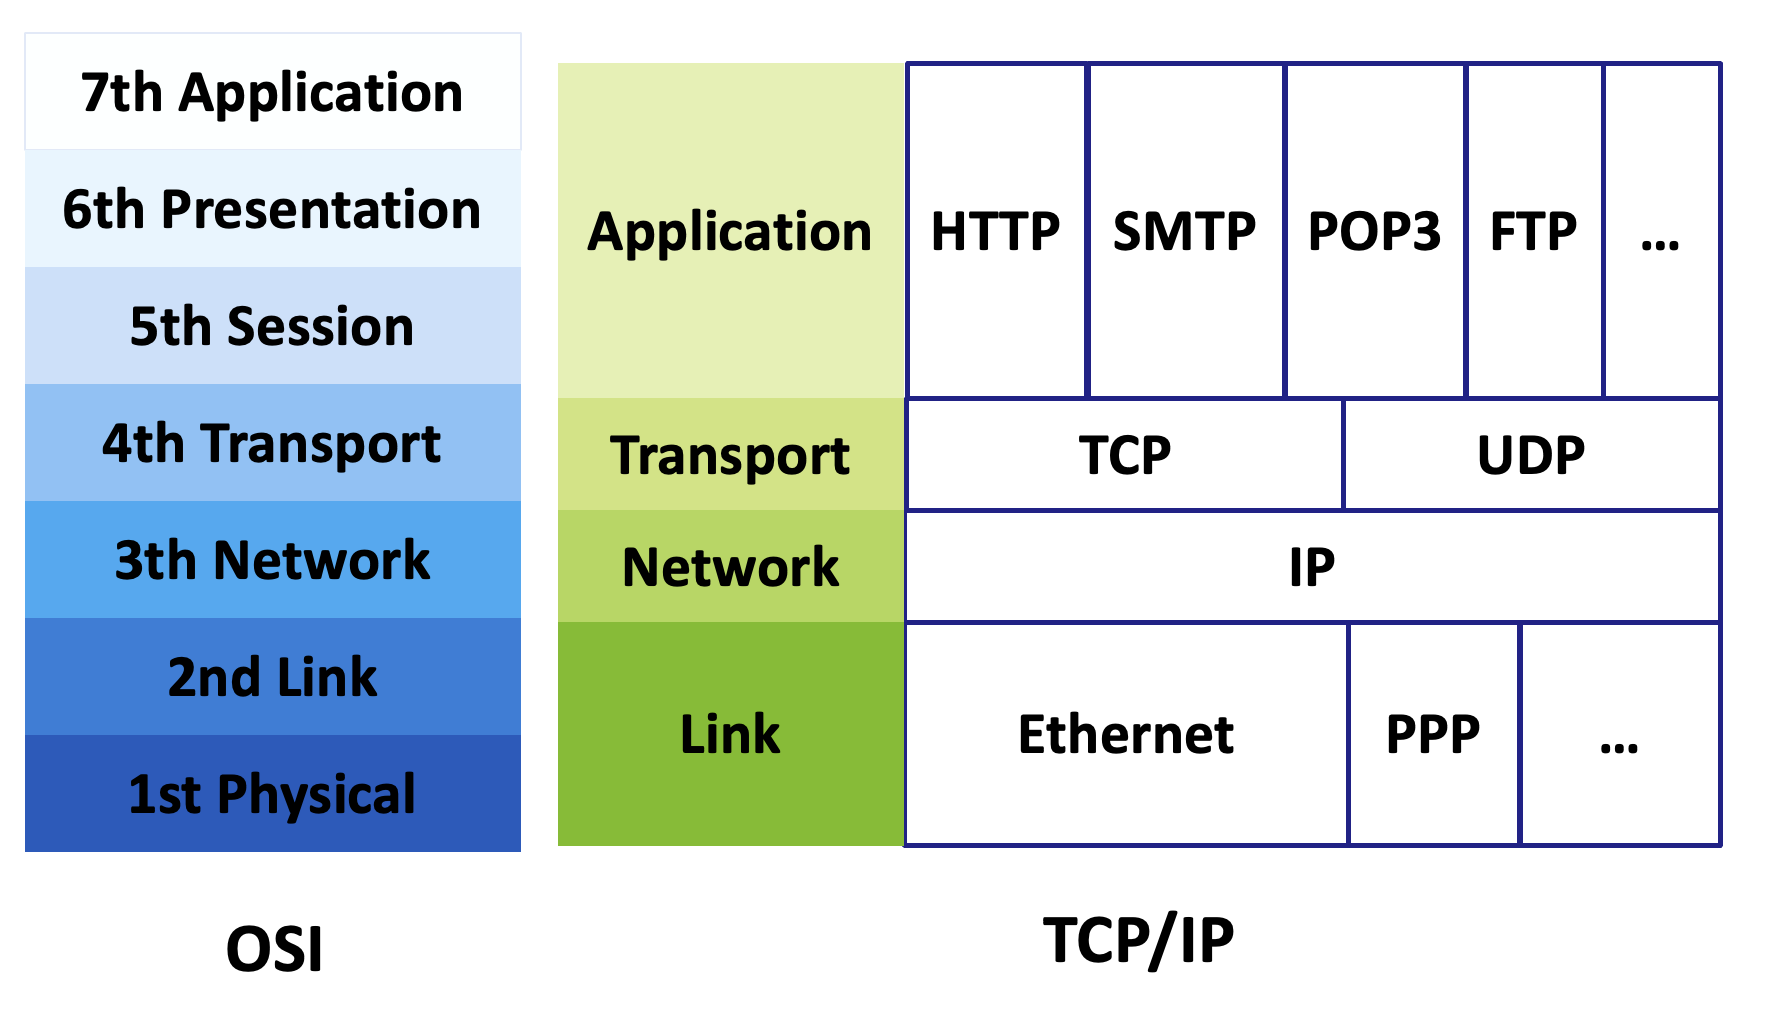 7th Application
6th Presentation
5th Session
4th Transport
3th Network
2nd Link
1st Physical
OSI
Application HTTP SMTP POP3 FTP ...
Transport TCP UDP
Network IP
Link Ethernet PPP ...
TCP/IP